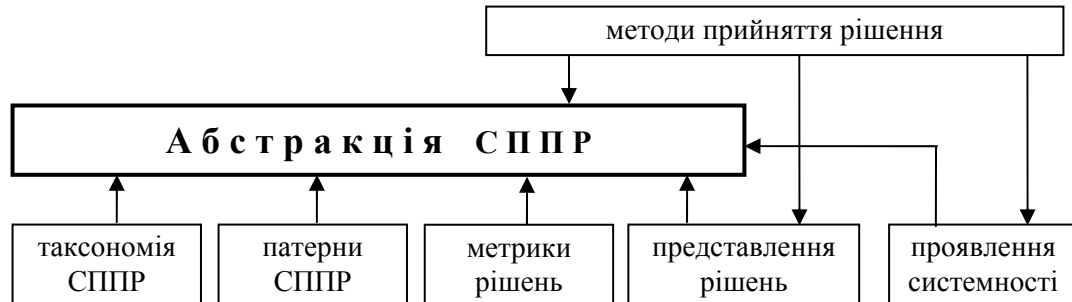 методи прийняття рішення
Абстракція СППР
таксономія
СППР
патерни
СППР
метрики
рішень
представлення
рішень
проявлення
системності